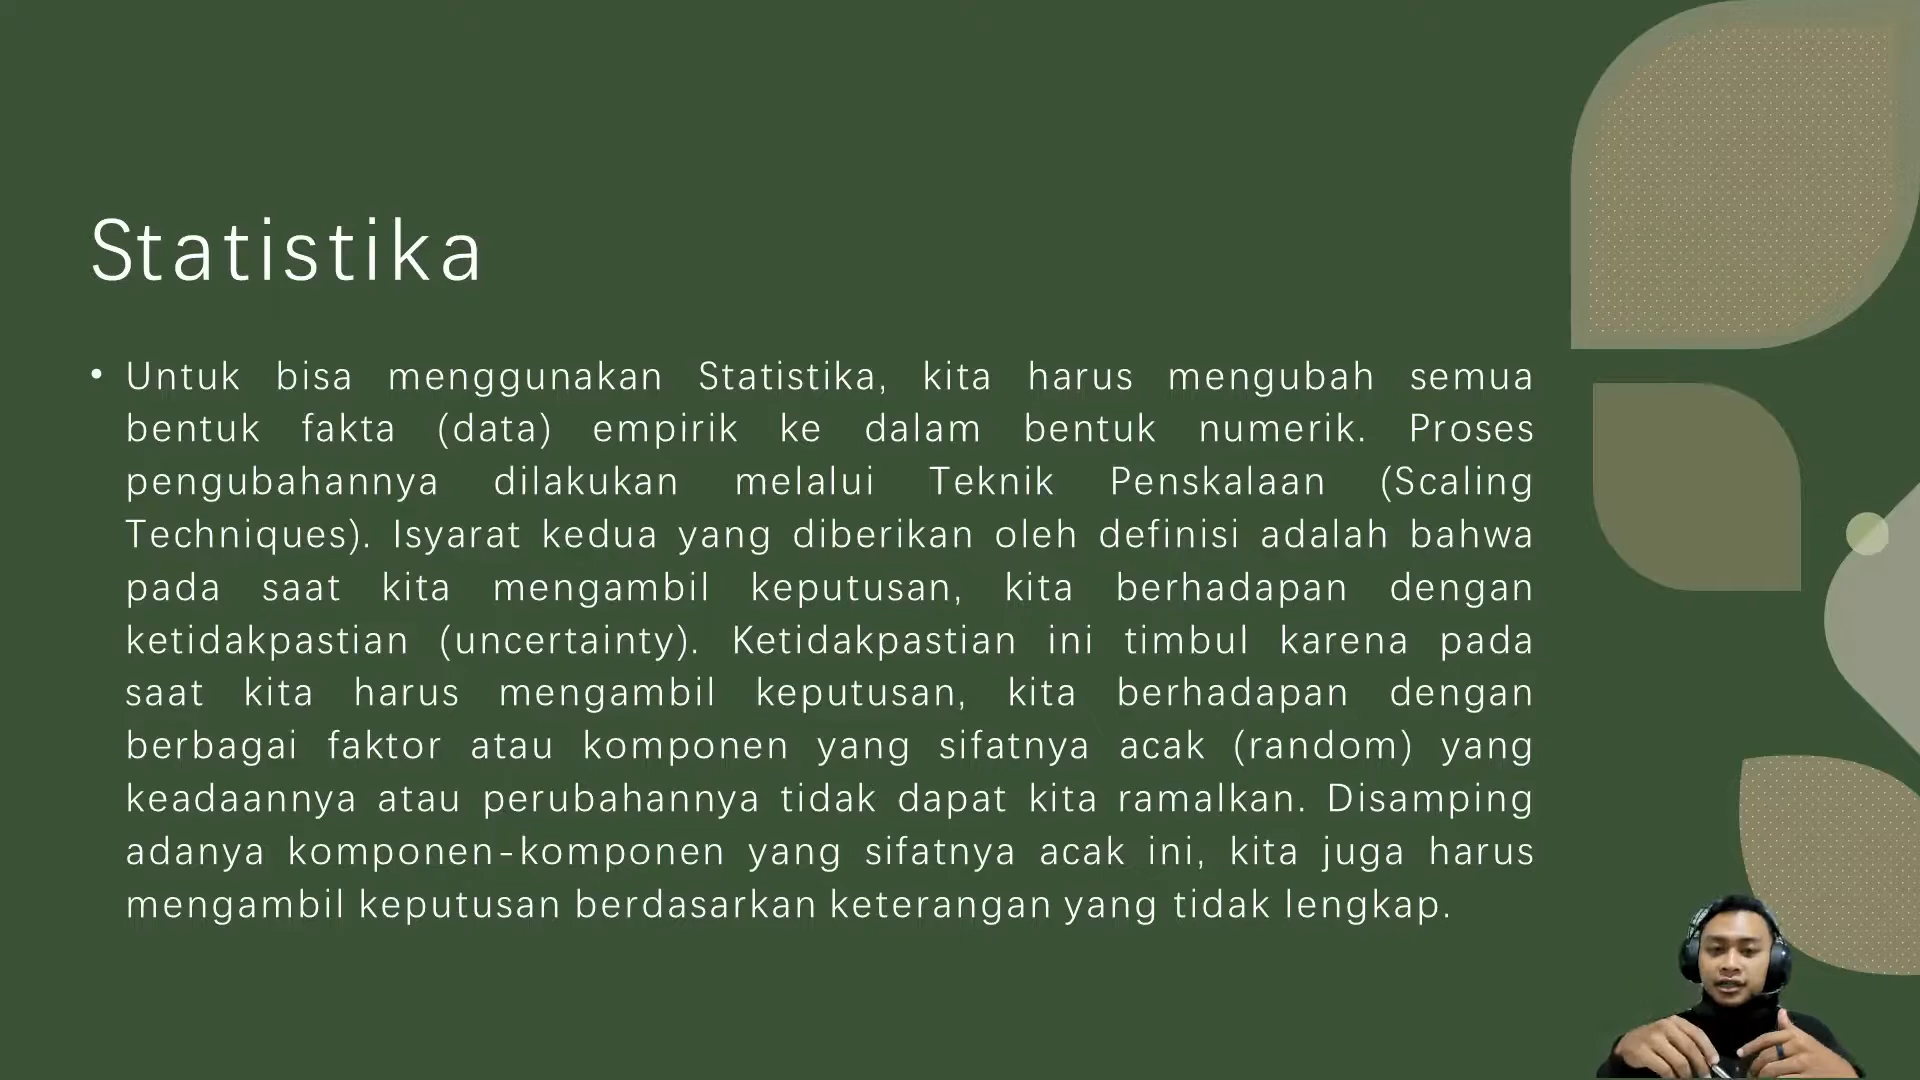 Statistika
• Untuk bisa menggunakan Statistika, kita harus mengubah semua
bentuk fakta (data) empirik ke dalam bentuk numerik. Proses
pengubahannya dilakukan melalui Teknik Penskalaan (Scaling
Techniques). Isyarat kedua yang diberikan oleh definisi adalah bahwa
pada saat kita mengambil keputusan, kita berhadapan dengan
ketidakpastian (uncertainty). Ketidakpastian ini timbul karena pada
saat kita harus mengambil keputusan, kita berhadapan dengan
berbagai faktor atau komponen yang sifatnya acak (random) yang
keadaannya atau perubahannya tidak dapat kita ramalkan. Disamping
adanya komponen-komponen yang sifatnya acak ini, kita juga harus
mengambil keputusan berdasarkan keterangan yang tidak lengkap.